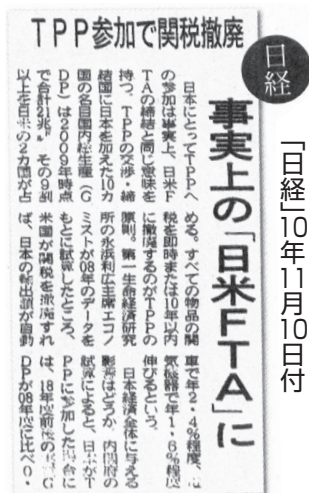 TPP参加で関税撤廃
日経
事実上の「日米FTA」に
「日経」10年11月10日付
日本にとってTPPへ
の参加は事実上、日米F
TAの締結と同じ意味を
持つ。TPPの交渉・締
結国に日本を加えた10カ
国の名目国内総生産(G
DP)は2009年時点
で合計21兆㌦。その9割
以上を日米の2カ国が占
める。すべての物品の関
税を即時または10年以内
に撤廃するのがTPPの
原則。第一生命経済研究
所の永浜利広主席エコノ
ミストが08年のデータを
もとに試算したところ、
米国が関税を撤廃すれ
ば、日本の輸出額が自動
車で年2・4%程度、電
気機器で年1・6%程度
伸びるという。
日本経済全体に与える
影響はどうか。内閣府の
試算によると、日本がT
PPに参加した場合に
は、18年前後の実質G
DPが08年度に比べ0・